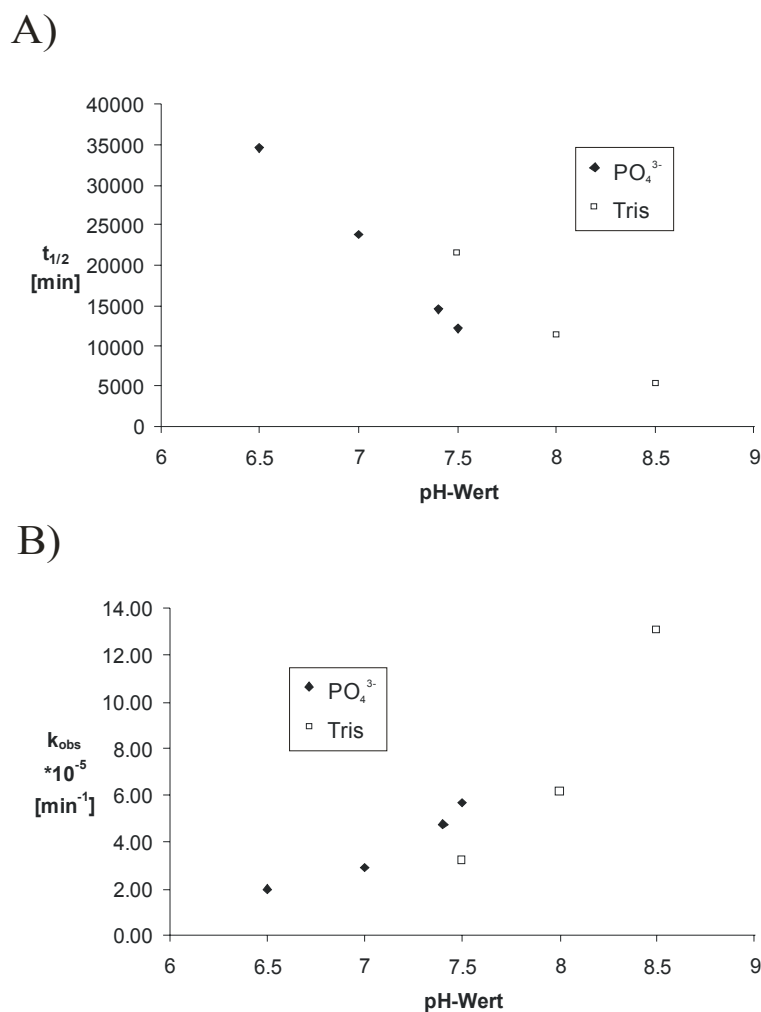 A)
40000
35000
30000
25000
20000
15000
10000
5000
0
t1/2
[min]
PO₄³⁻
Tris
6 6.5 7 7.5 8 8.5 9
pH-Wert
B)
14.00
12.00
10.00
8.00
6.00
4.00
2.00
0.00
kobs
*10⁻⁵
[min⁻¹]
PO₄³⁻
Tris
6 6.5 7 7.5 8 8.5 9
pH-Wert